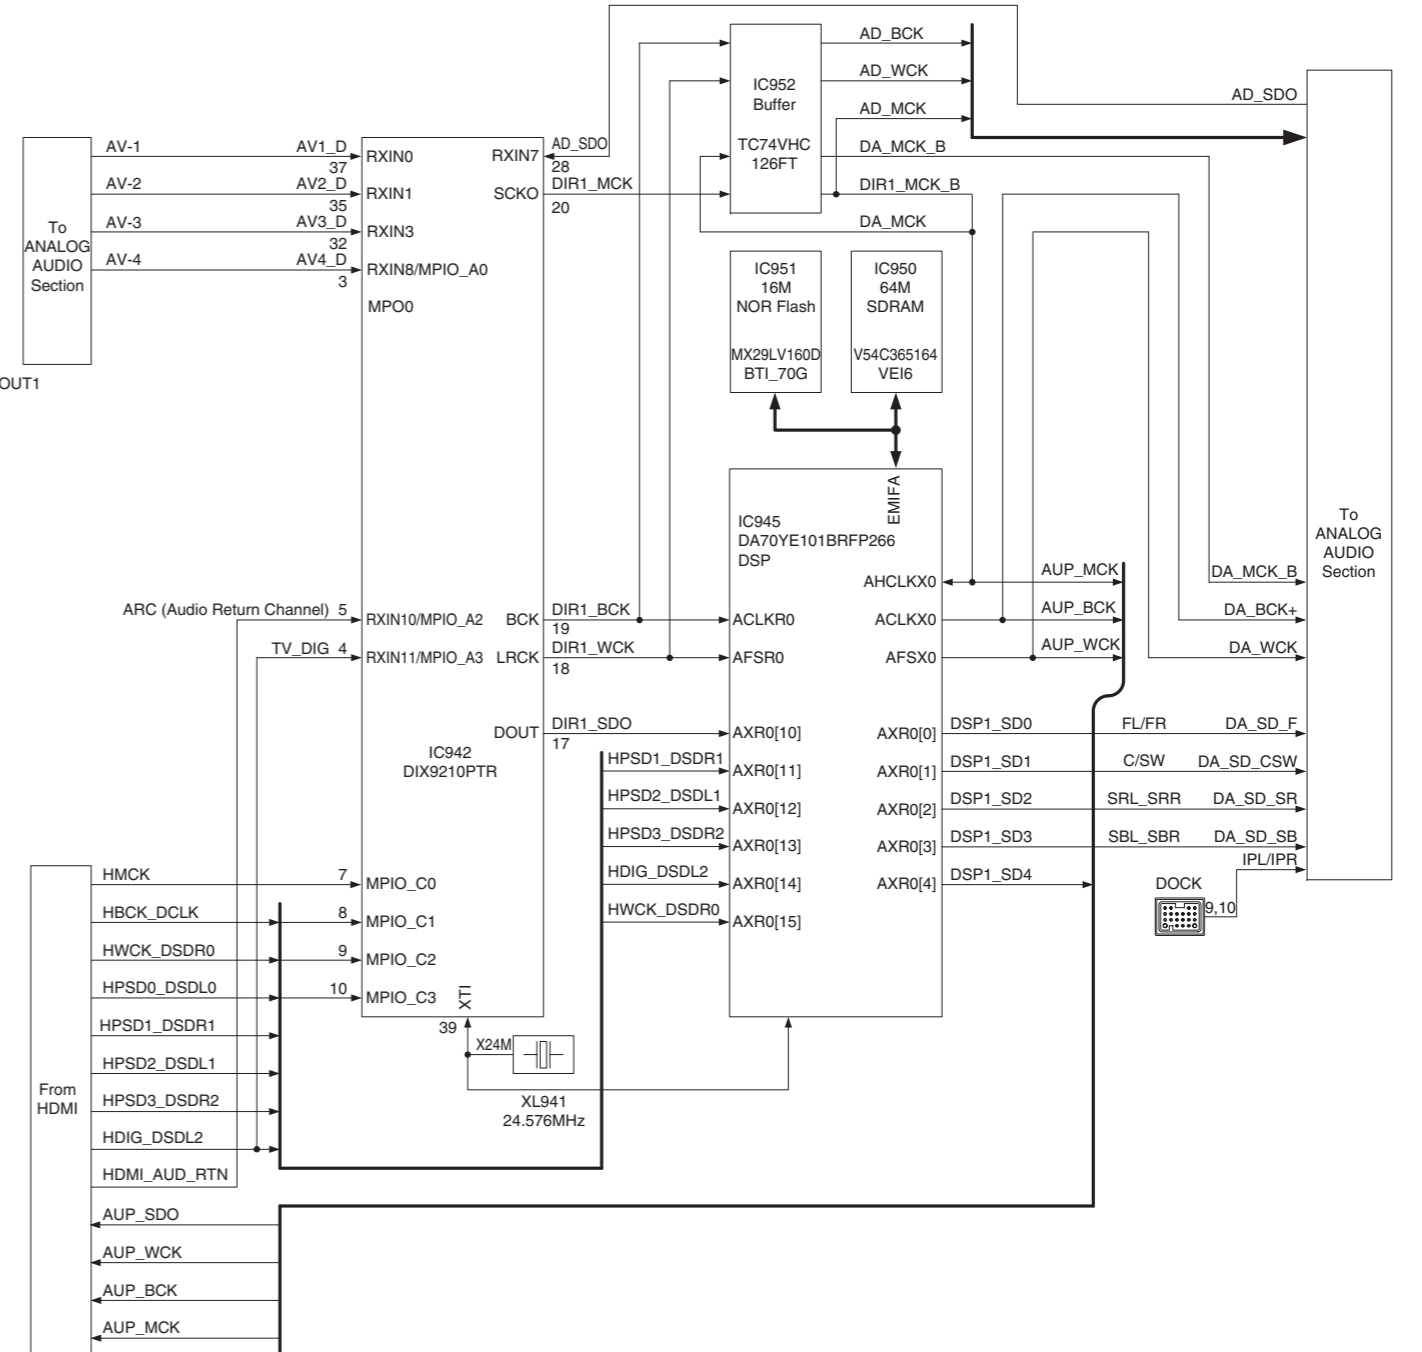 AD_SDO
AD_BCK
AD_WCK
AD_MCK
DA_MCK_B
DIR1_MCK_B
DA_MCK
IC952
Buffer
TC74VHC
126FT
To
ANALOG
AUDIO
Section
OUT1
AV-1
AV-2
AV-3
AV-4
AV1_D
37
AV2_D
35
AV3_D
32
AV4_D
3
RXIN0
RXIN1
RXIN3
RXIN8/MPIO_A0
MPO0
RXIN7
SCKO
AD_SDO
28
DIR1_MCK
20
IC951
16M
NOR Flash
MX29LV160D
BTI_70G
IC950
64M
SDRAM
V54C365164
VEI6
EMIFA
IC945
DA70YE101BRFP266
DSP
ARC (Audio Return Channel) 5
TV_DIG 4
RXIN10/MPIO_A2
RXIN11/MPIO_A3
BCK
LRCK
DOUT
DIR1_BCK
19
DIR1_WCK
18
DIR1_SDO
17
IC942
DIX9210PTR
ACLKR0
AFSR0
AHCLKX0
ACLKX0
AFSX0
AUP_MCK
AUP_BCK
AUP_WCK
DA_MCK_B
DA_BCK+
DA_WCK
To
ANALOG
AUDIO
Section
HPSD1_DSDR1
HPSD2_DSDL1
HPSD3_DSDR2
HDIG_DSDL2
HWCK_DSDR0
AXR0[10]
AXR0[11]
AXR0[12]
AXR0[13]
AXR0[14]
AXR0[15]
AXR0[0]
AXR0[1]
AXR0[2]
AXR0[3]
AXR0[4]
DSP1_SD0
DSP1_SD1
DSP1_SD2
DSP1_SD3
DSP1_SD4
FL/FR
C/SW
SRL_SRR
SBL_SBR
DA_SD_F
DA_SD_CSW
DA_SD_SR
DA_SD_SB
IPL/IPR
DOCK
9,10
HMCK
HBCK_DCLK
HWCK_DSDR0
HPSD0_DSDL0
HPSD1_DSDR1
HPSD2_DSDL1
HPSD3_DSDR2
HDIG_DSDL2
HDMI_AUD_RTN
AUP_SDO
AUP_WCK
AUP_BCK
AUP_MCK
From
HDMI
7
8
9
10
MPIO_C0
MPIO_C1
MPIO_C2
MPIO_C3
XTI
39
X24M
XL941
24.576MHz